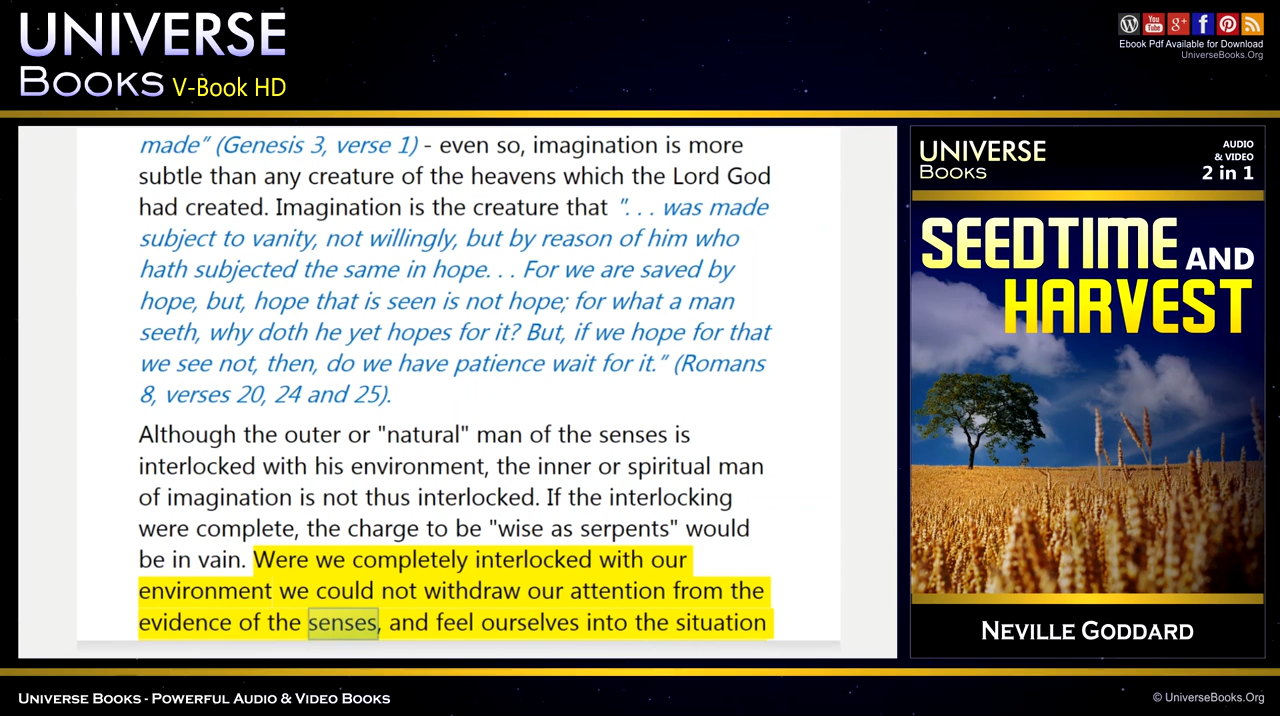 UNIVERSE
BOOKS V-Book HD
Ebook Pdf Available for Download
UniverseBooks.Org
made” (Genesis 3, verse 1) - even so, imagination is more
subtle than any creature of the heavens which the Lord God
had created. Imagination is the creature that ". . . was made
subject to vanity, not willingly, but by reason of him who
hath subjected the same in hope. . . For we are saved by
hope, but, hope that is seen is not hope; for what a man
seeth, why doth he yet hopes for it? But, if we hope for that
we see not, then, do we have patience wait for it.” (Romans
8, verses 20, 24 and 25).
Although the outer or "natural" man of the senses is
interlocked with his environment, the inner or spiritual man
of imagination is not thus interlocked. If the interlocking
were complete, the charge to be "wise as serpents" would
be in vain. Were we completely interlocked with our
environment we could not withdraw our attention from the
evidence of the senses, and feel ourselves into the situation
UNIVERSE
BOOKS
AUDIO
& VIDEO
2 in 1
SEEDTIME AND
HARVEST
NEVILLE GODDARD
UNIVERSE BOOKS - POWERFUL AUDIO & VIDEO BOOKS
© UniverseBooks.Org